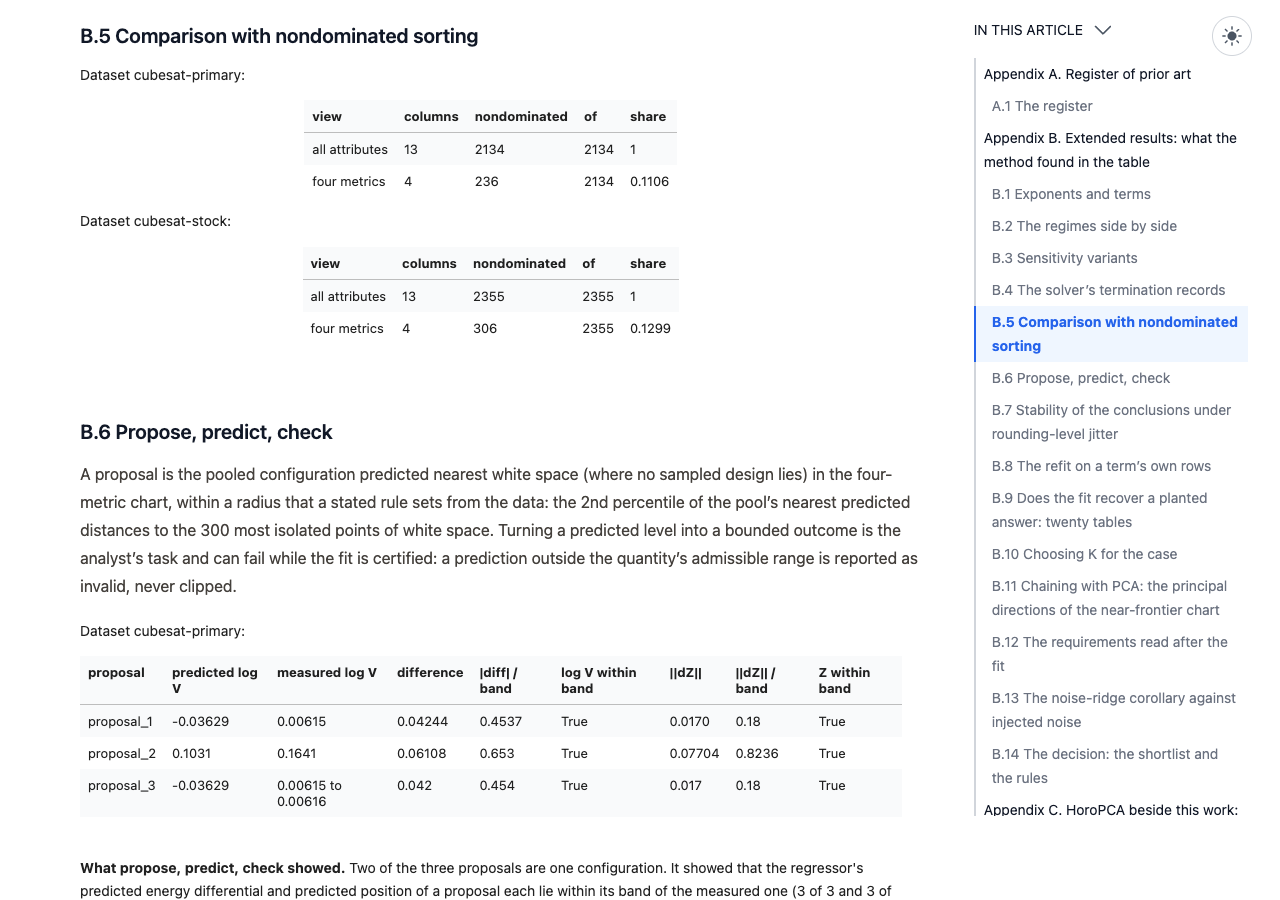 B.5 Comparison with nondominated sorting
Dataset cubesat-primary:
view columns nondominated of share
all attributes 13 2134 2134 1
four metrics 4 236 2134 0.1106
Dataset cubesat-stock:
view columns nondominated of share
all attributes 13 2355 2355 1
four metrics 4 306 2355 0.1299
B.6 Propose, predict, check
A proposal is the pooled configuration predicted nearest white space (where no sampled design lies) in the four-
metric chart, within a radius that a stated rule sets from the data: the 2nd percentile of the pool’s nearest predicted
distances to the 300 most isolated points of white space. Turning a predicted level into a bounded outcome is the
analyst’s task and can fail while the fit is certified: a prediction outside the quantity’s admissible range is reported as
invalid, never clipped.
Dataset cubesat-primary:
proposal predicted log V measured log V difference |diff| / band log V within band ||dZ|| ||dZ|| / band Z within band
proposal_1 -0.03629 0.00615 0.04244 0.4537 True 0.0170 0.18 True
proposal_2 0.1031 0.1641 0.06108 0.653 True 0.07704 0.8236 True
proposal_3 -0.03629 0.00615 to 0.00616 0.042 0.454 True 0.017 0.18 True
What propose, predict, check showed. Two of the three proposals are one configuration. It showed that the regressor's
predicted energy differential and predicted position of a proposal each lie within its band of the measured one (3 of 3 and 3 of
IN THIS ARTICLE
Appendix A. Register of prior art
A.1 The register
Appendix B. Extended results: what the
method found in the table
B.1 Exponents and terms
B.2 The regimes side by side
B.3 Sensitivity variants
B.4 The solver’s termination records
B.5 Comparison with nondominated
sorting
B.6 Propose, predict, check
B.7 Stability of the conclusions under
rounding-level jitter
B.8 The refit on a term’s own rows
B.9 Does the fit recover a planted
answer: twenty tables
B.10 Choosing K for the case
B.11 Chaining with PCA: the principal
directions of the near-frontier chart
B.12 The requirements read after the
fit
B.13 The noise-ridge corollary against
injected noise
B.14 The decision: the shortlist and
the rules
Appendix C. HoroPCA beside this work: